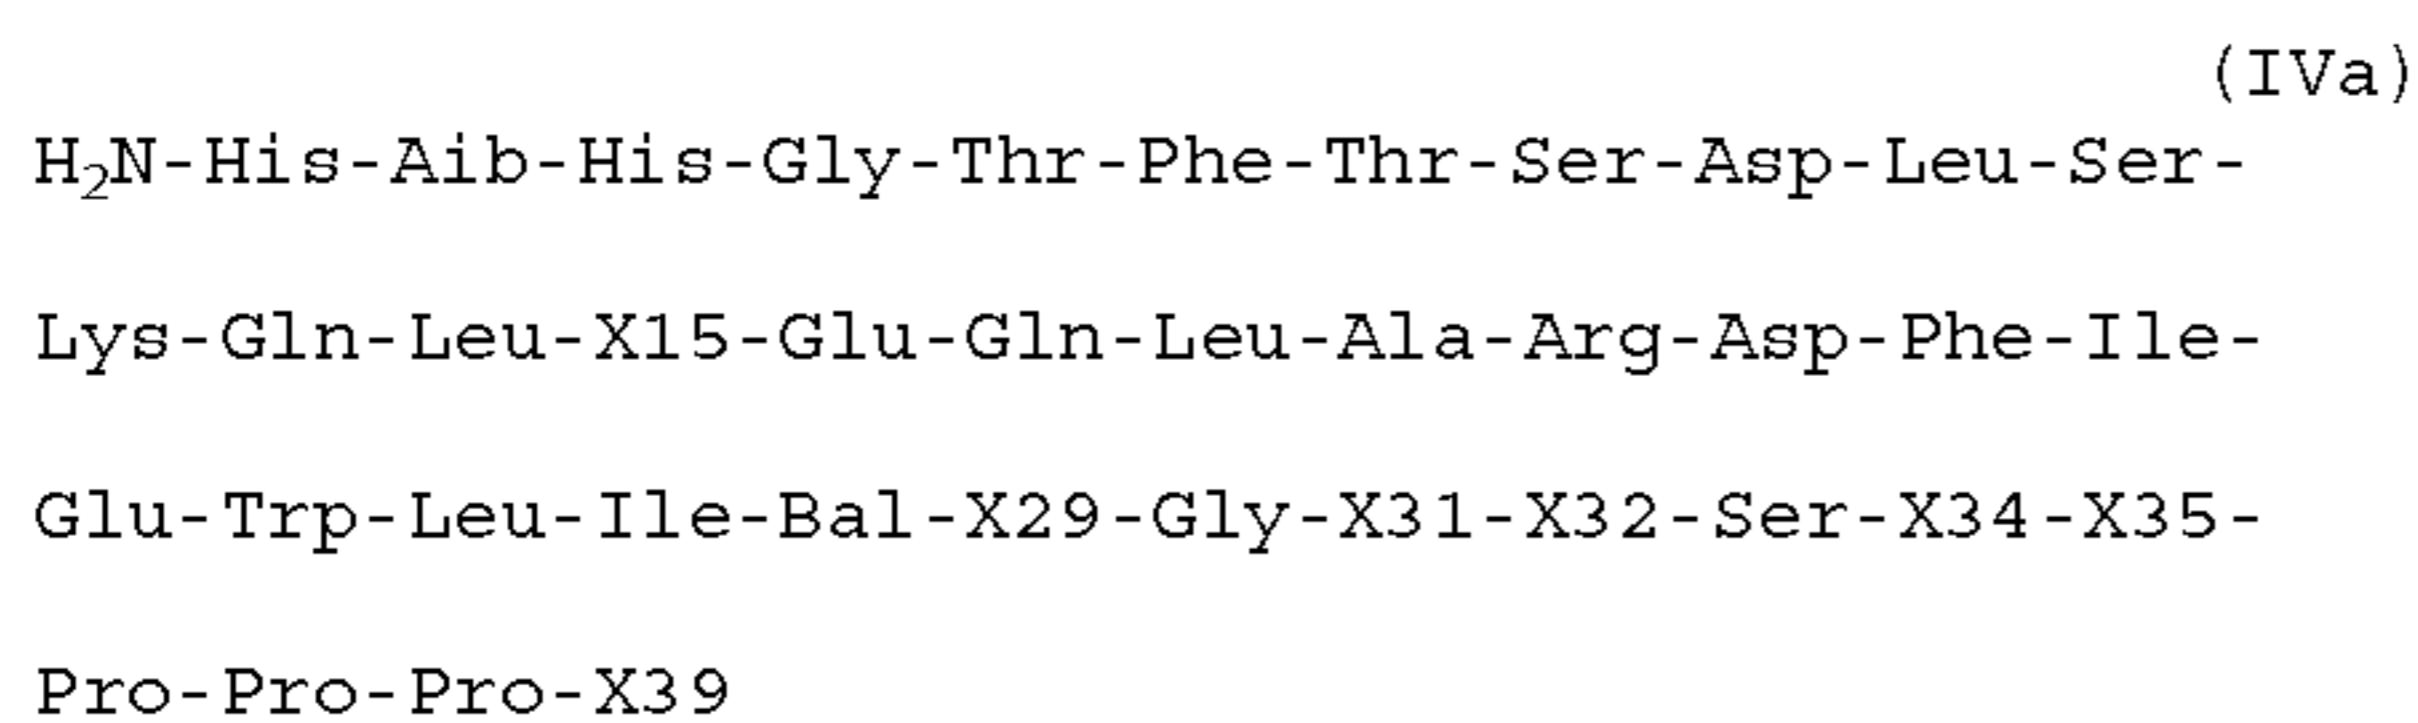 (IVa)
H₂N-His-Aib-His-Gly-Thr-Phe-Thr-Ser-Asp-Leu-Ser-
Lys-Gln-Leu-X15-Glu-Gln-Leu-Ala-Arg-Asp-Phe-Ile-
Glu-Trp-Leu-Ile-Bal-X29-Gly-X31-X32-Ser-X34-X35-
Pro-Pro-Pro-X39